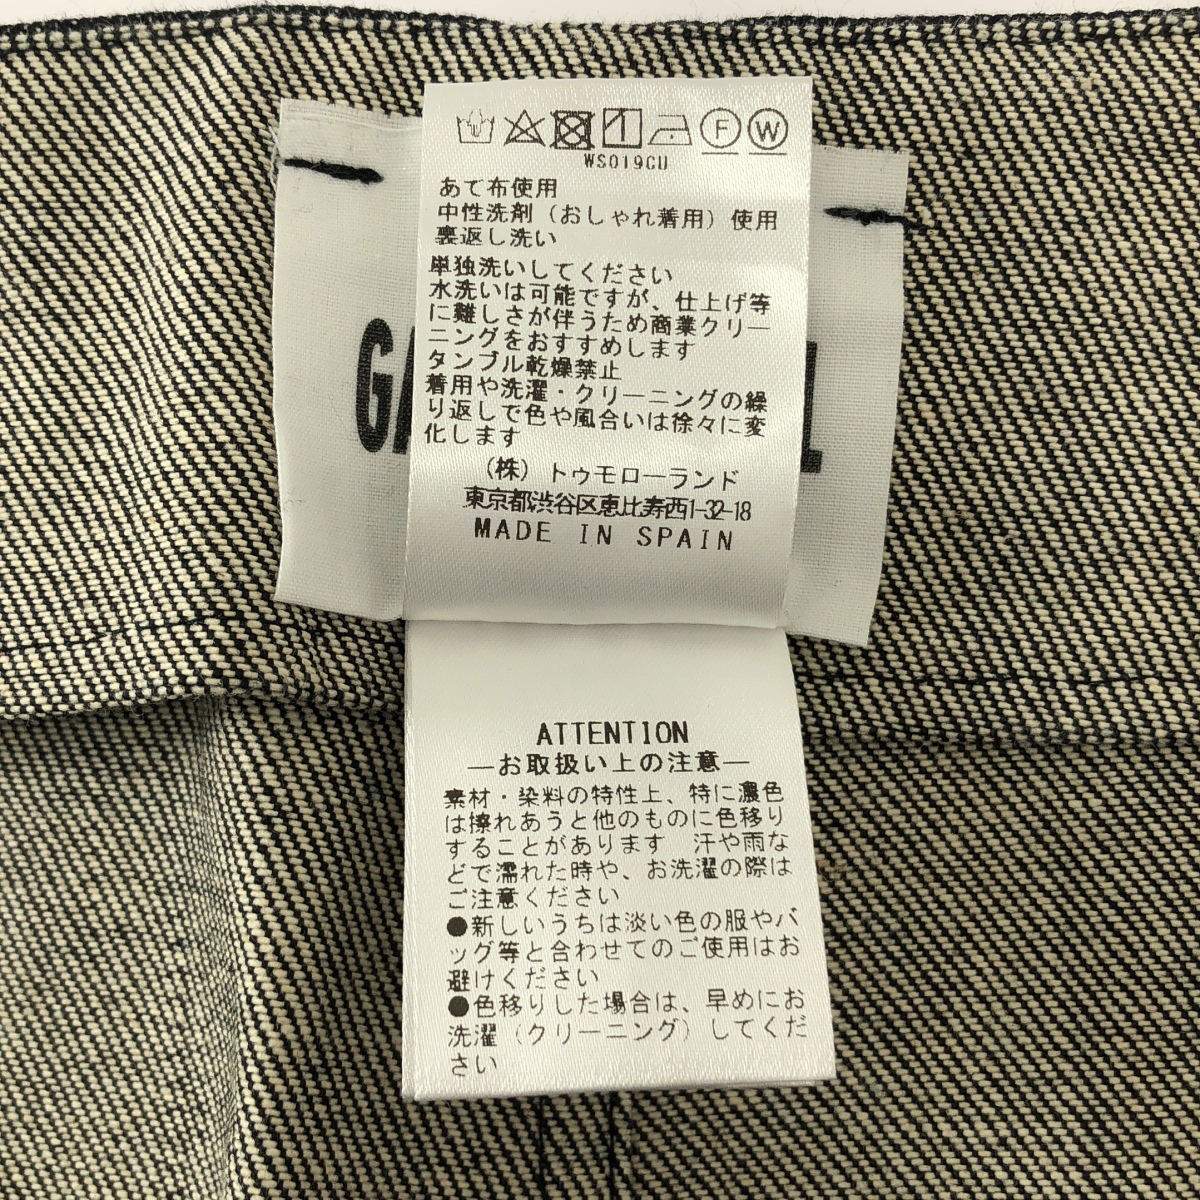 F W
WS019CU
あて布使用
中性洗剤(おしゃれ着用)使用
裏返し洗い
単独洗いしてください
水洗いは可能ですが、仕上げ等
に難しさが伴うため商業クリー
ニングをおすすめします
タンブル乾燥禁止
着用や洗濯・クリーニングの繰
り返しで色や風合いは徐々に変
化します
(株)トゥモローランド
東京都渋谷区恵比寿西1-32-18
MADE IN SPAIN
ATTENTION
―お取扱い上の注意―
素材・染料の特性上、特に濃色
は擦れあうと他のものに色移り
することがあります 汗や雨な
どで濡れた時や、お洗濯の際は
ご注意ください
●新しいうちは淡い色の服やバ
ッグ等と合わせてのご使用はお
避けください
●色移りした場合は、早めにお
洗濯(クリーニング)してくだ
さい